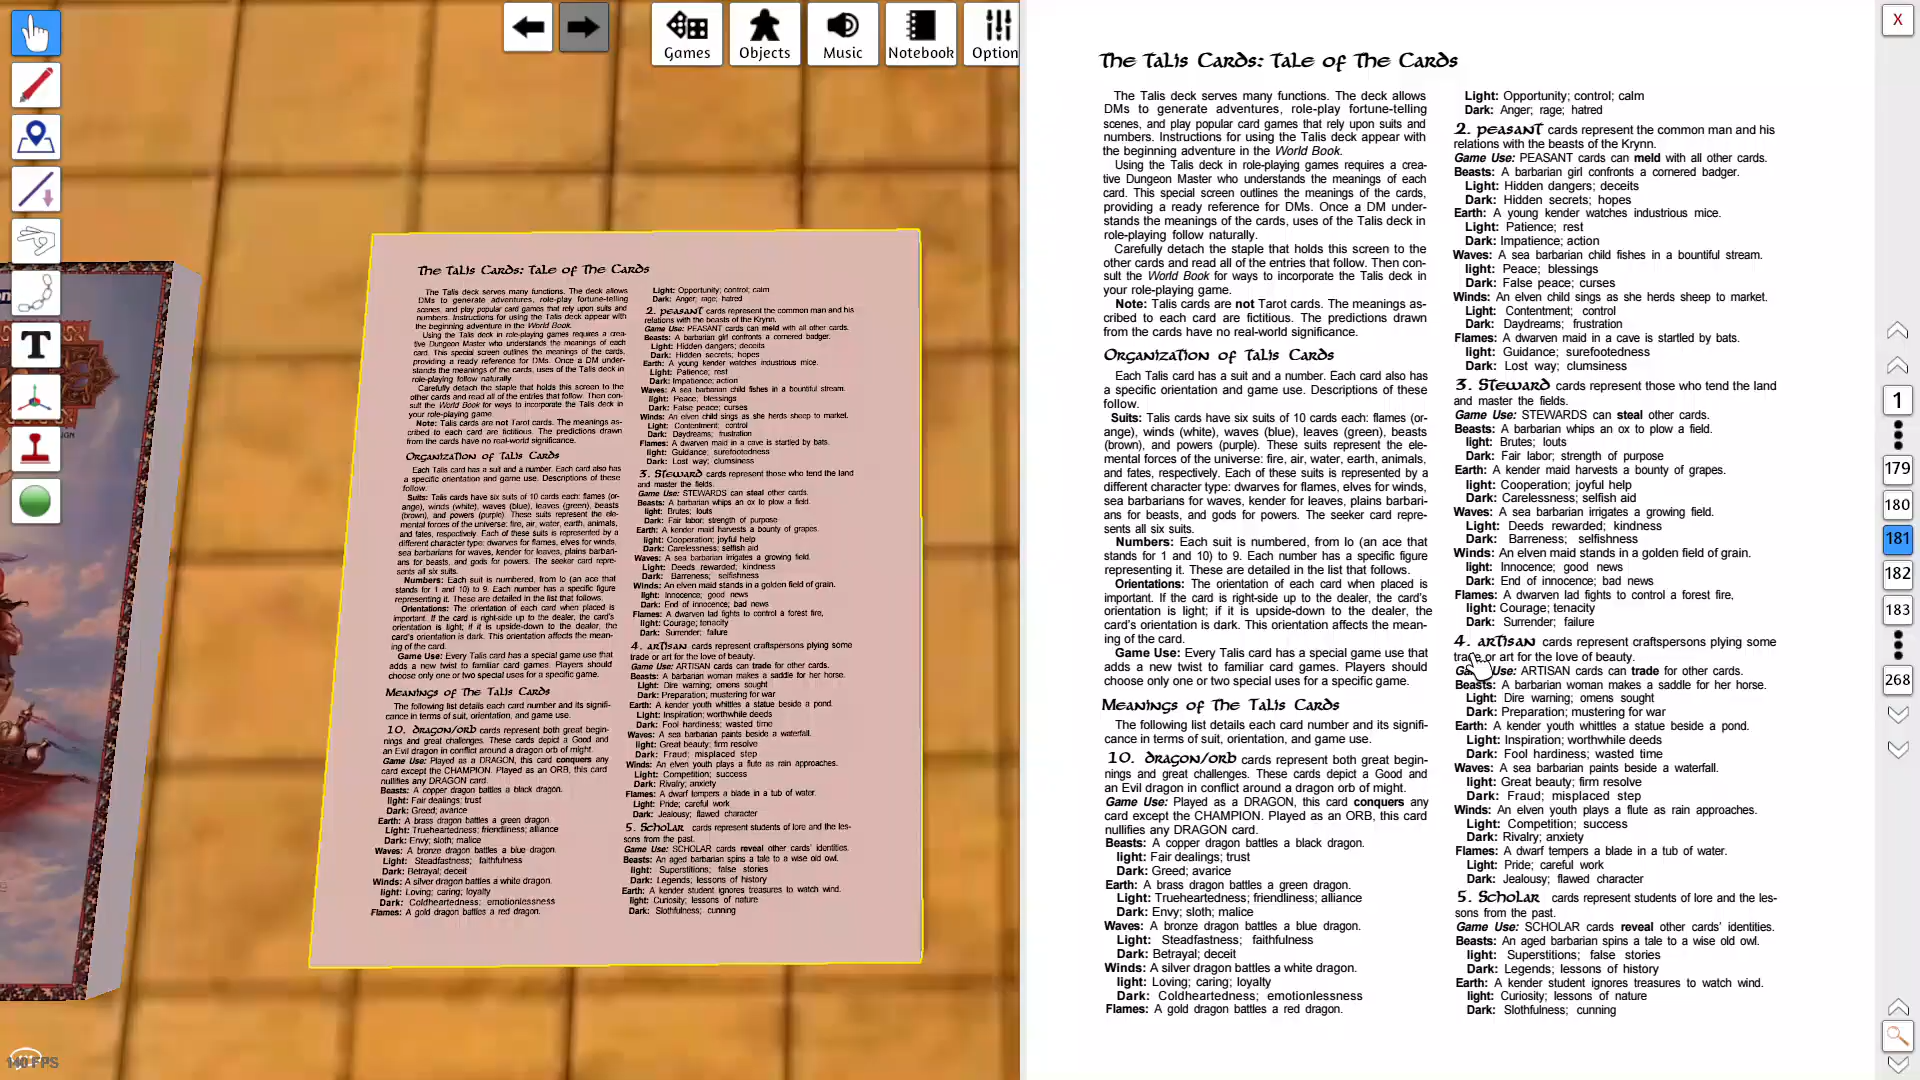 Games
Objects
Music
Notebook
Option
The Talis Cards: Tale of The Cards
The Talis deck serves many functions. The deck allows
DMs to generate adventures, role-play fortune-telling
scenes, and play popular card games that rely upon suits and
numbers. Instructions for using the Talis deck appear with
the beginning adventure in the World Book.
Using the Talis deck in role-playing games requires a crea-
tive Dungeon Master who understands the meanings of each
card. This special screen outlines the meanings of the cards,
providing a ready reference for DMs. Once a DM under-
stands the meanings of the cards, uses of the Talis deck in
role-playing follow naturally.
Carefully detach the staple that holds this screen to the
other cards and read all of the entries that follow. Then con-
sult the World Book for ways to incorporate the Talis deck in
your role-playing game.
Note: Talis cards are not Tarot cards. The meanings as-
cribed to each card are fictitious. The predictions drawn
from the cards have no real-world significance.
Organization of Talis Cards
Each Talis card has a suit and a number. Each card also has
a specific orientation and game use. Descriptions of these
follow.
Suits: Talis cards have six suits of 10 cards each: flames (or-
ange), winds (white), waves (blue), leaves (green), beasts
(brown), and powers (purple). These suits represent the ele-
mental forces of the universe: fire, air, water, earth, animals,
and fates, respectively. Each of these suits is represented by a
different character type: dwarves for flames, elves for winds,
sea barbarians for waves, kender for leaves, plains barbari-
ans for beasts, and gods for powers. The seeker card repre-
sents all six suits.
Numbers: Each suit is numbered, from lo (an ace that
stands for 1 and 10) to 9. Each number has a specific figure
representing it. These are detailed in the list that follows.
Orientations: The orientation of each card when placed is
important. If the card is right-side up to the dealer, the card's
orientation is light; if it is upside-down to the dealer, the
card's orientation is dark. This orientation affects the mean-
ing of the card.
Game Use: Every Talis card has a special game use that
adds a new twist to familiar card games. Players should
choose only one or two special uses for a specific game.
Meanings of The Talis Cards
The following list details each card number and its signifi-
cance in terms of suit, orientation, and game use.
10. Dragon/Orb cards represent both great begin-
nings and great challenges. These cards depict a Good and
an Evil dragon in conflict around a dragon orb of might.
Game Use: Played as a DRAGON, this card conquers any
card except the CHAMPION. Played as an ORB, this card
nullifies any DRAGON card.
Beasts: A copper dragon battles a black dragon.
light: Fair dealings; trust
Dark: Greed; avarice
Earth: A brass dragon battles a green dragon.
Light: Trueheartedness; friendliness; alliance
Dark: Envy; sloth; malice
Waves: A bronze dragon battles a blue dragon.
Light: Steadfastness; faithfulness
Dark: Betrayal; deceit
Winds: A silver dragon battles a white dragon.
light: Loving; caring; loyalty
Dark: Coldheartedness; emotionlessness
Flames: A gold dragon battles a red dragon.
Light: Opportunity; control; calm
Dark: Anger; rage; hatred
2. Peasant cards represent the common man and his
relations with the beasts of the Krynn.
Game Use: PEASANT cards can meld with all other cards.
Beasts: A barbarian girl confronts a cornered badger.
Light: Hidden dangers; deceits
Dark: Hidden secrets; hopes
Earth: A young kender watches industrious mice.
Light: Patience; rest
Dark: Impatience; action
Waves: A sea barbarian child fishes in a bountiful stream.
light: Peace; blessings
Dark: False peace; curses
Winds: An elven child sings as she herds sheep to market.
Light: Contentment; control
Dark: Daydreams; frustration
Flames: A dwarven maid in a cave is startled by bats.
light: Guidance; surefootedness
Dark: Lost way; clumsiness
3. Steward cards represent those who tend the land
and master the fields.
Game Use: STEWARDS can steal other cards.
Beasts: A barbarian whips an ox to plow a field.
light: Brutes; louts
Dark: Fair labor; strength of purpose
Earth: A kender maid harvests a bounty of grapes.
light: Cooperation; joyful help
Dark: Carelessness; selfish aid
Waves: A sea barbarian irrigates a growing field.
Light: Deeds rewarded; kindness
Dark: Barreness; selfishness
Winds: An elven maid stands in a golden field of grain.
light: Innocence; good news
Dark: End of innocence; bad news
Flames: A dwarven lad fights to control a forest fire,
light: Courage; tenacity
Dark: Surrender; failure
4. Artisan cards represent craftspersons plying some
trade or art for the love of beauty.
Game Use: ARTISAN cards can trade for other cards.
Beasts: A barbarian woman makes a saddle for her horse.
Light: Dire warning; omens sought
Dark: Preparation; mustering for war
Earth: A kender youth whittles a statue beside a pond.
Light: Inspiration; worthwhile deeds
Dark: Fool hardiness; wasted time
Waves: A sea barbarian paints beside a waterfall.
light: Great beauty; firm resolve
Dark: Fraud; misplaced step
Winds: An elven youth plays a flute as rain approaches.
Light: Competition; success
Dark: Rivalry; anxiety
Flames: A dwarf tempers a blade in a tub of water.
Light: Pride; careful work
Dark: Jealousy; flawed character
5. Scholar cards represent students of lore and the les-
sons from the past.
Game Use: SCHOLAR cards reveal other cards' identities.
Beasts: An aged barbarian spins a tale to a wise old owl.
light: Superstitions; false stories
Dark: Legends; lessons of history
Earth: A kender student ignores treasures to watch wind.
light: Curiosity; lessons of nature
Dark: Slothfulness; cunning
X
1
179
180
181
182
183
268
140 FPS